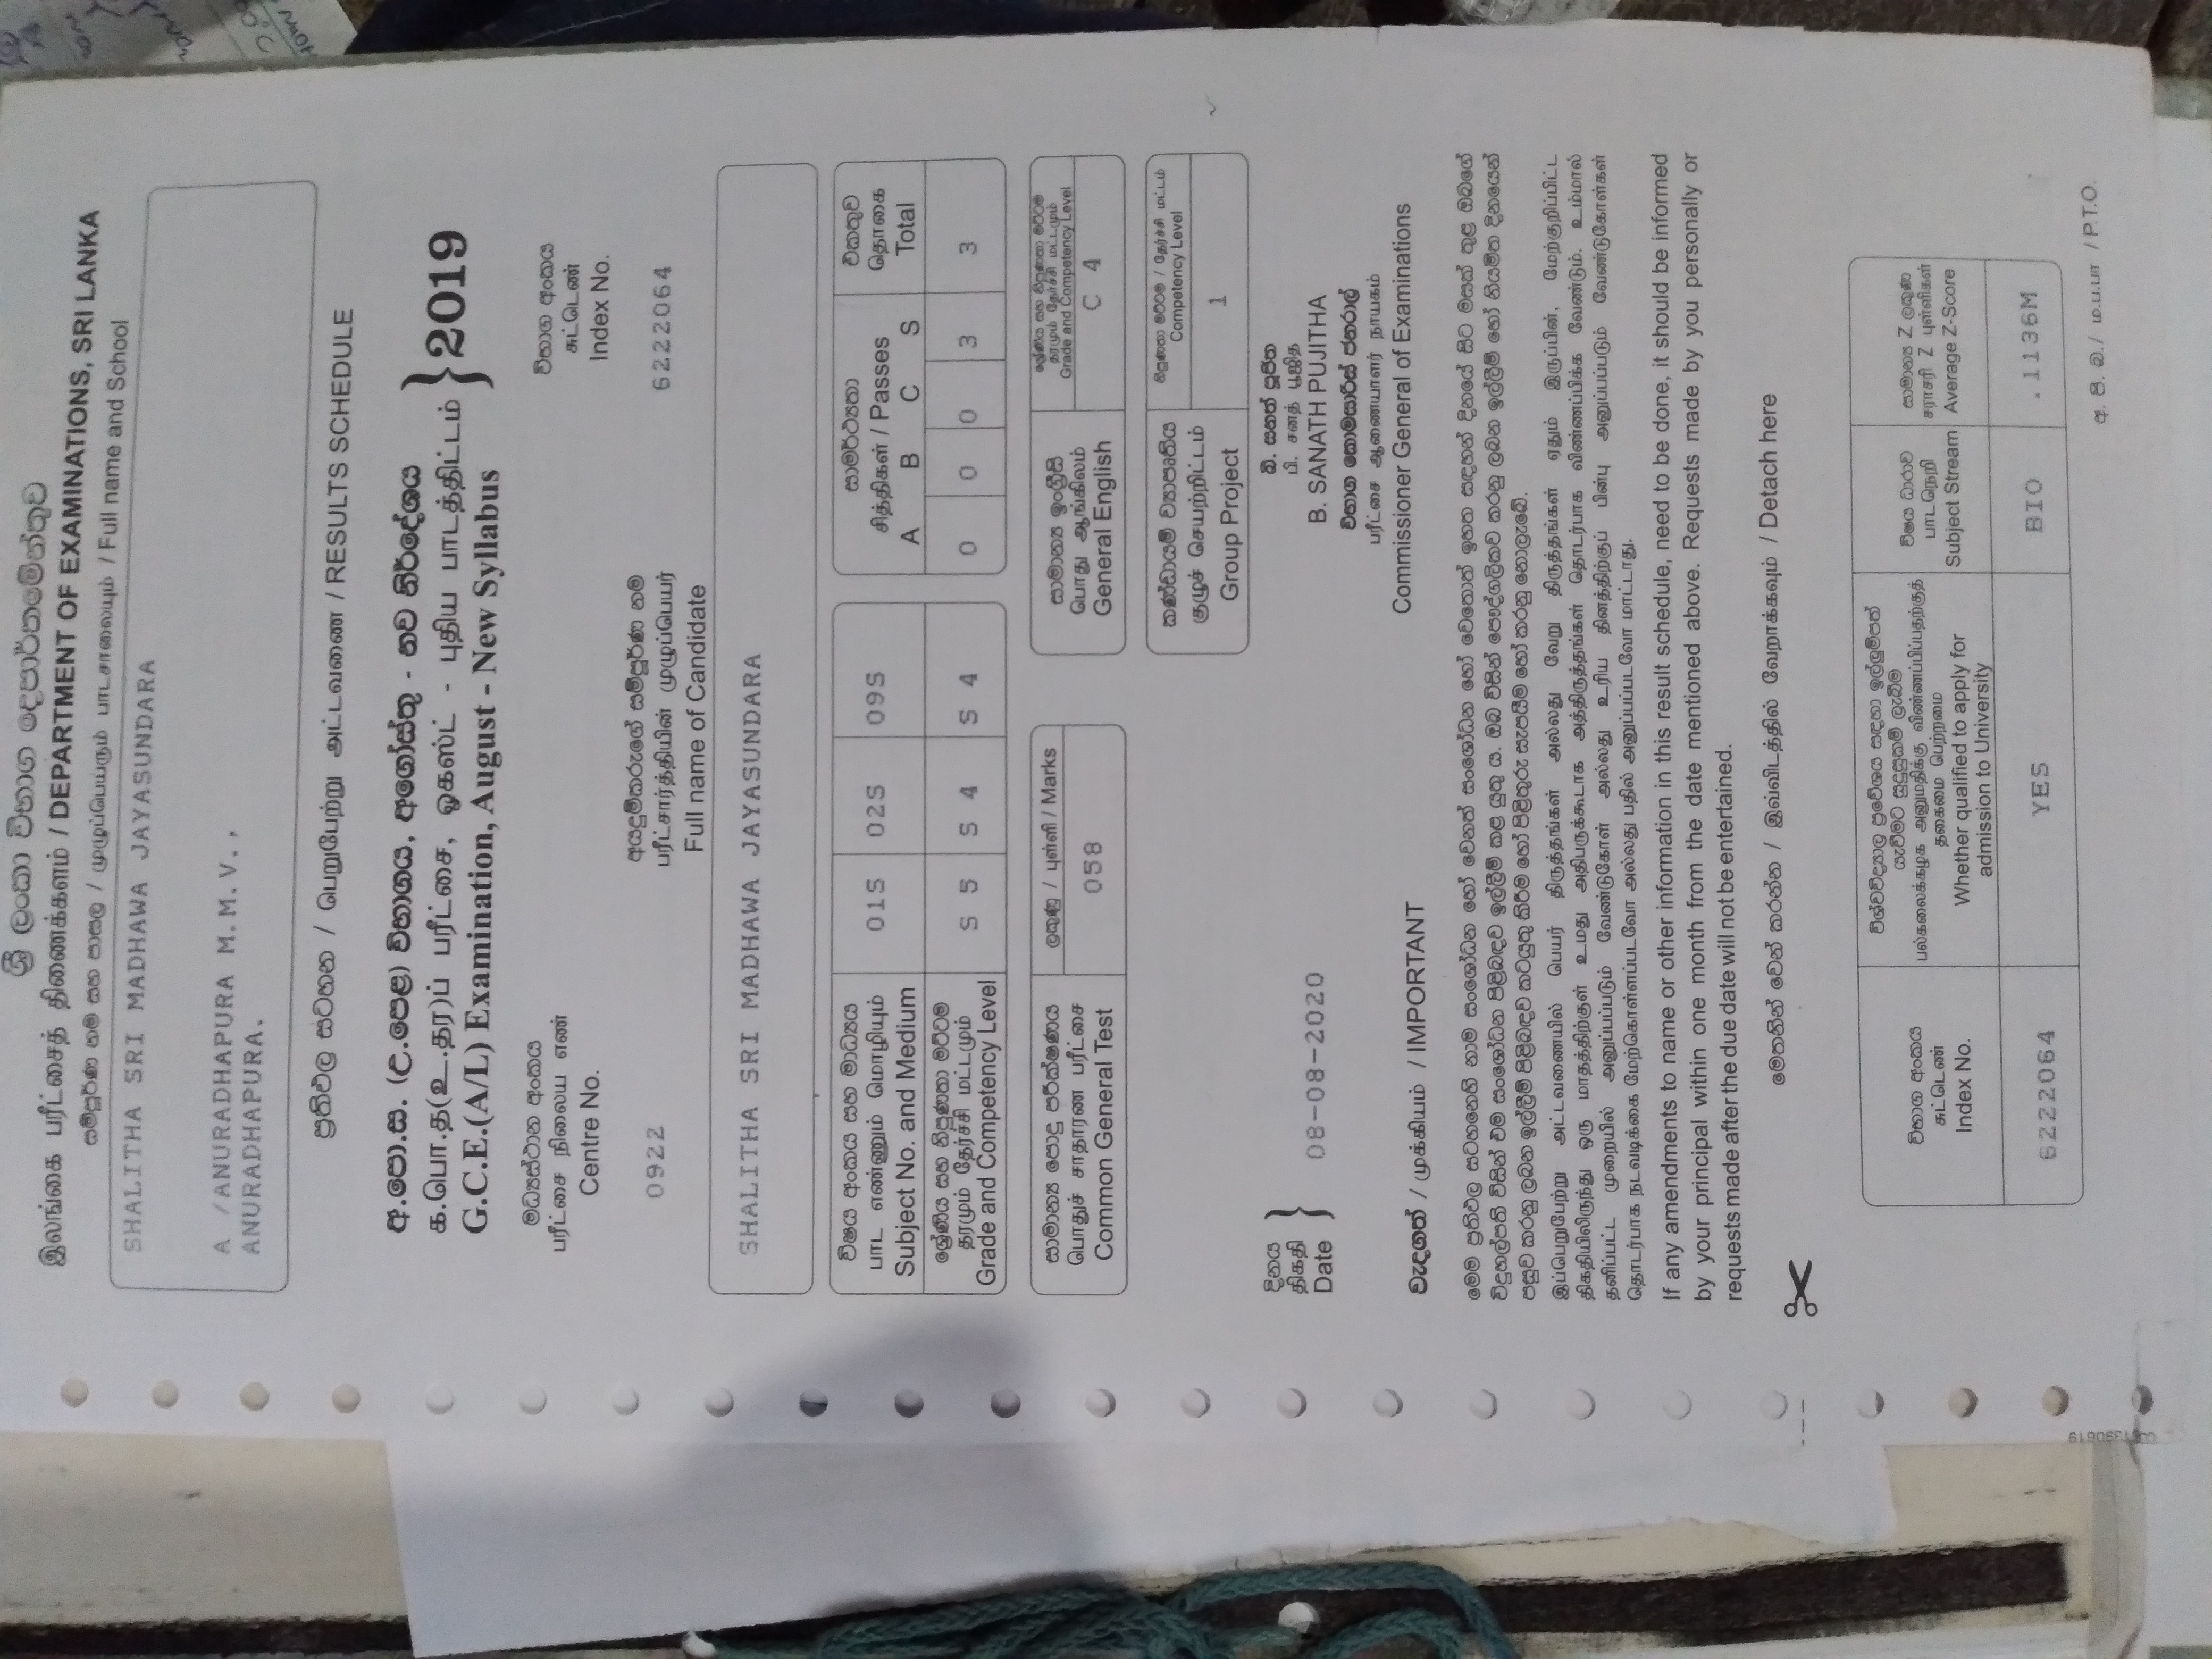 ශ්‍රී ලංකා විභාග දෙපාර්තමේන්තුව
இலங்கை பரீட்சைத் திணைக்களம் / DEPARTMENT OF EXAMINATIONS, SRI LANKA
සම්පූර්ණ නම සහ පාසල / முழுப்பெயரும் பாடசாலையும் / Full name and School
SHALITHA SRI MADHAWA JAYASUNDARA
A /ANURADHAPURA M.M.V.,
ANURADHAPURA.
ප්‍රතිඵල සටහන / பெறுபேற்று அட்டவணை / RESULTS SCHEDULE
අ.පො.ස. (උ.පෙළ) විභාගය, අගෝස්තු - නව නිර්දේශය
க.பொ.த(உ.தர)ப் பரீட்சை, ஓகஸ்ட் - புதிய பாடத்திட்டம்
G.C.E.(A/L) Examination, August - New Syllabus
2019
මධ්‍යස්ථාන අංකය
பரீட்சை நிலைய எண்
Centre No.
විභාග අංකය
சுட்டெண்
Index No.
0922
අයදුම්කරුගේ සම්පූර්ණ නම
பரீட்சார்த்தியின் முழுப்பெயர்
Full name of Candidate
6222064
SHALITHA SRI MADHAWA JAYASUNDARA
විෂය අංකය සහ මාධ්‍යය
பாட எண்ணும் மொழியும்
Subject No. and Medium
01S 02S 09S
ශ්‍රේණිය සහ නිපුණතා මට්ටම
தரமும் தேர்ச்சி மட்டமும்
Grade and Competency Level
S 5 S 4 S 4
සාමර්ථ්‍යතා
சித்திகள் / Passes
A B C S
එකතුව
தொகை
Total
0 0 0 3 3
සාමාන්‍ය පොදු පරීක්ෂණය
பொதுச் சாதாரண பரீட்சை
Common General Test
ලකුණු / புள்ளி / Marks
058
සාමාන්‍ය ඉංග්‍රීසි
பொது ஆங்கிலம்
General English
ශ්‍රේණිය සහ නිපුණතා මට්ටම
தரமும் தேர்ச்சி மட்டமும்
Grade and Competency Level
C 4
කණ්ඩායම් ව්‍යාපෘතිය
குழுச் செயற்றிட்டம்
Group Project
නිපුණතා මට්ටම / தேர்ச்சி மட்டம்
Competency Level
1
දිනය
திகதி
Date
08-08-2020
බී. සනත් පූජිත
பி. சனத் பூஜித
B. SANATH PUJITHA
විභාග කොමසාරිස් ජනරාල්
பரீட்சை ஆணையாளர் நாயகம்
Commissioner General of Examinations
වැදගත් / முக்கியம் / IMPORTANT
මෙම ප්‍රතිඵල සටහනෙහි නාම සංශෝධන හෝ වෙනත් සංශෝධන හෝ වෙතොත් ඉහත සඳහන් දිනයේ සිට මසක් තුළ ඔබගේ
විදුහල්පති විසින් එම සංශෝධන පිළිබඳව ඉල්ලීම් කළ යුතු ය. ඔබ විසින් පෞද්ගලිකව කරනු ලබන ඉල්ලීම් හෝ නියමිත දිනයෙන්
පසුව කරනු ලබන ඉල්ලීම් පිළිබඳව කටයුතු කිරීම හෝ පිළිතුරු සැපයීම හෝ කරනු නොලැබේ.
இப்பெறுபேற்று அட்டவணையில் பெயர் திருத்தங்கள் அல்லது வேறு திருத்தங்கள் ஏதும் இருப்பின், மேற்குறிப்பிட்ட
திகதியிலிருந்து ஒரு மாதத்திற்குள் உமது அதிபருக்கூடாக அத்திருத்தங்கள் தொடர்பாக விண்ணப்பிக்க வேண்டும். உம்மால்
தனிப்பட்ட முறையில் அனுப்பப்படும் வேண்டுகோள் அல்லது உரிய தினத்திற்குப் பின்பு அனுப்பப்படும் வேண்டுகோள்கள்
தொடர்பாக நடவடிக்கை மேற்கொள்ளப்படவோ அல்லது பதில் அனுப்பப்படவோ மாட்டாது.
If any amendments to name or other information in this result schedule, need to be done, it should be informed
by your principal within one month from the date mentioned above. Requests made by you personally or
requests made after the due date will not be entertained.
මෙතනින් වෙන් කරන්න / இவ்விடத்தில் வேறாக்கவும் / Detach here
විභාග අංකය
சுட்டெண்
Index No.
විශ්වවිද්‍යාල ප්‍රවේශය සඳහා ඉල්ලුම්පත්
යැවීමට සුදුසුකම් ලැබීම
பல்கலைக்கழக அனுமதிக்கு விண்ணப்பிப்பதற்குத்
தகைமை பெற்றமை
Whether qualified to apply for
admission to University
විෂය ධාරාව
பாடநெறி
Subject Stream
සාමාන්‍ය Z ලකුණ
சராசரி Z புள்ளிகள்
Average Z-Score
6222064 YES BIO .1136M
අ. පි. බ./ ம.ப.பா / P.T.O.